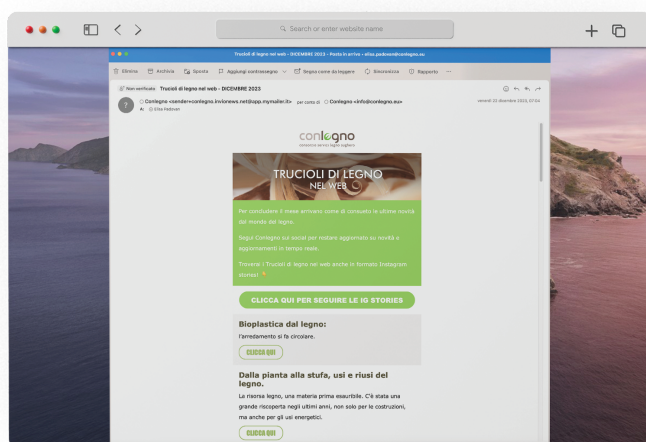 Search or enter website name
Trucioli di legno nel web - DICEMBRE 2023 - Posta in arrivo - elisa.padovan@conlegno.eu
Elimina Archivia Sposta Aggiungi contrassegno Segna come da leggere Sincronizza Rapporto
Non verificato Trucioli di legno nel web - DICEMBRE 2023
Conlegno <sender+conlegno.invionews.net@app.mymailer.it> per conto di Conlegno <info@conlegno.eu>
venerdì 22 dicembre 2023, 07:04
A: Elisa Padovan
conlegno
TRUCIOLI DI LEGNO
NEL WEB
Per concludere il mese arrivano come di consueto le ultime novità
dal mondo del legno.
Segui Conlegno sui social per restare aggiornato su novità e
aggiornamenti in tempo reale.
Troverai i Trucioli di legno nel web anche in formato Instagram
stories!
CLICCA QUI PER SEGUIRE LE IG STORIES
Bioplastica dal legno:
l'arredamento si fa circolare.
CLICCA QUI
Dalla pianta alla stufa, usi e riusi del
legno.
La risorsa legno, una materia prima esauribile. C'è stata una
grande riscoperta negli ultimi anni, non solo per le costruzioni,
ma anche per gli usi energetici.
CLICCA QUI